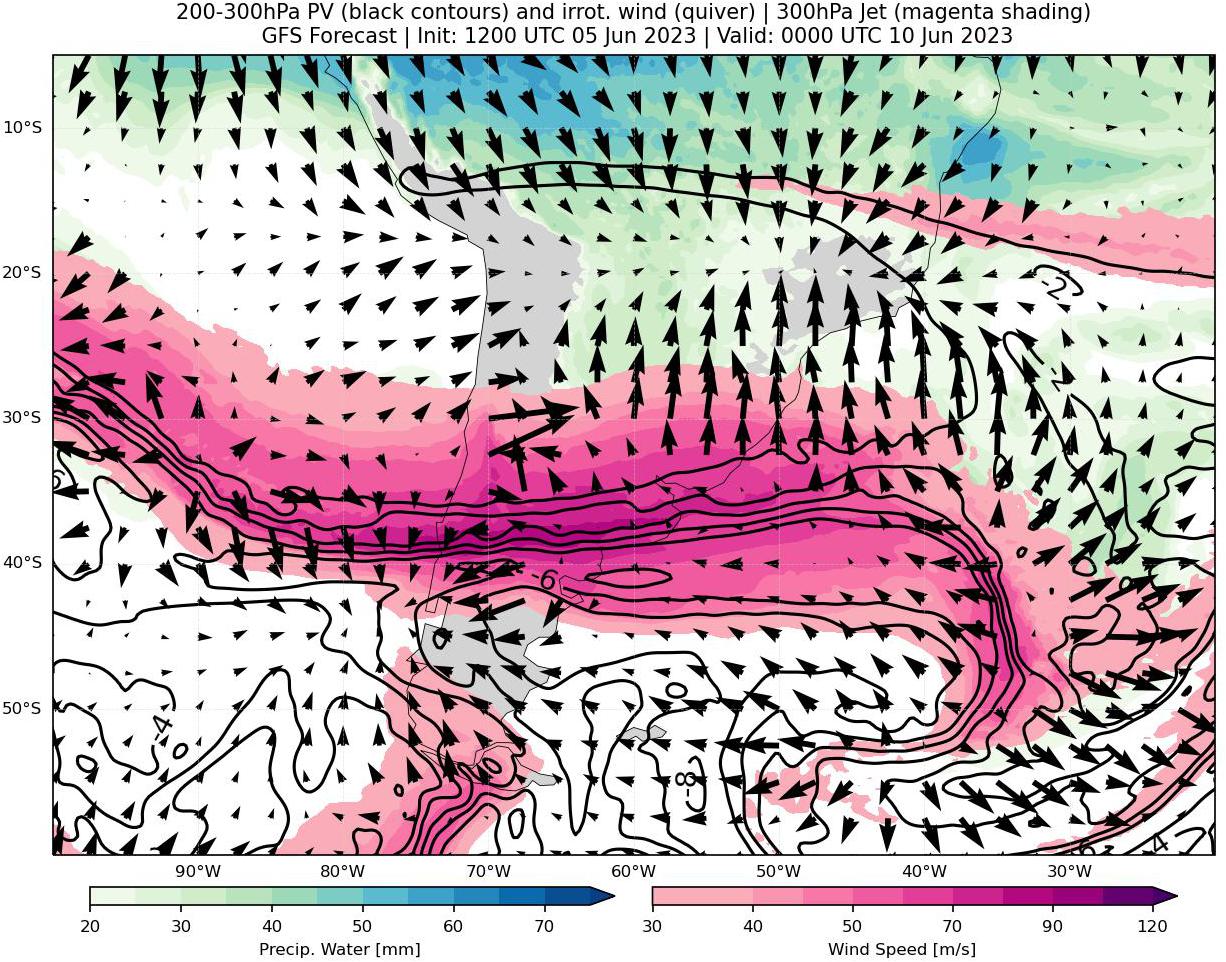 200-300hPa PV (black contours) and irrot. wind (quiver) | 300hPa Jet (magenta shading)
GFS Forecast | Init: 1200 UTC 05 Jun 2023 | Valid: 0000 UTC 10 Jun 2023
10°S
20°S
-2
-2
30°S
40°S
-6
50°S
-4
-8
4
90°W 80°W 70°W 60°W 50°W 40°W 30°W
20 30 40 50 60 70
Precip. Water [mm]
30 40 50 70 90 120
Wind Speed [m/s]